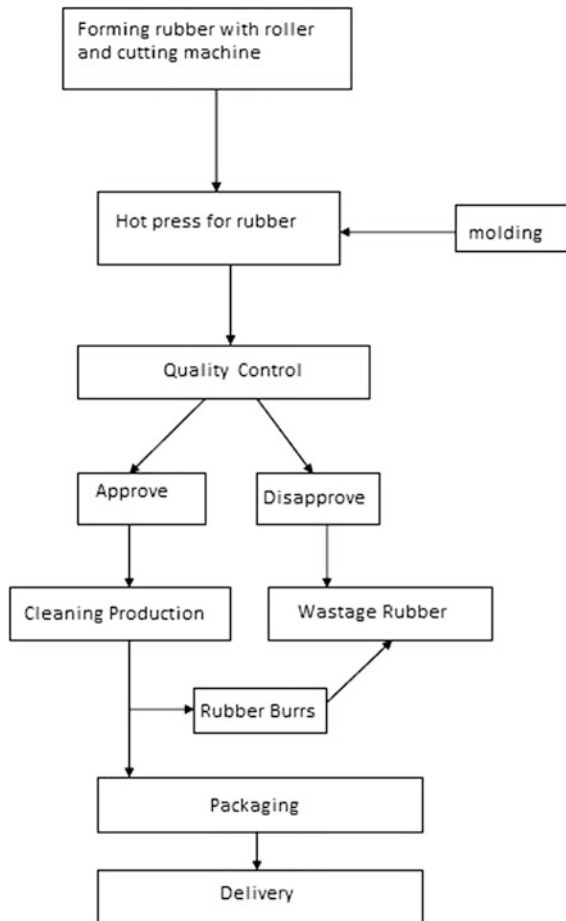 Forming rubber with roller
and cutting machine
Hot press for rubber
molding
Quality Control
Approve
Disapprove
Cleaning Production
Wastage Rubber
Rubber Burrs
Packaging
Delivery